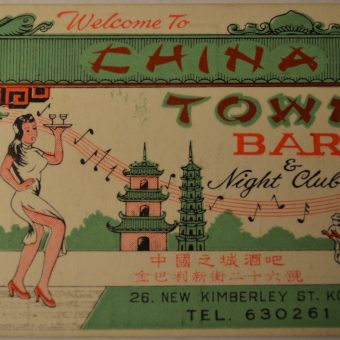 Welcome To
CHINA
TOWN
BAR
& Night Club
中國之城酒吧
金巴利新街二十六號
26. NEW KIMBERLEY ST. KO
TEL. 630261